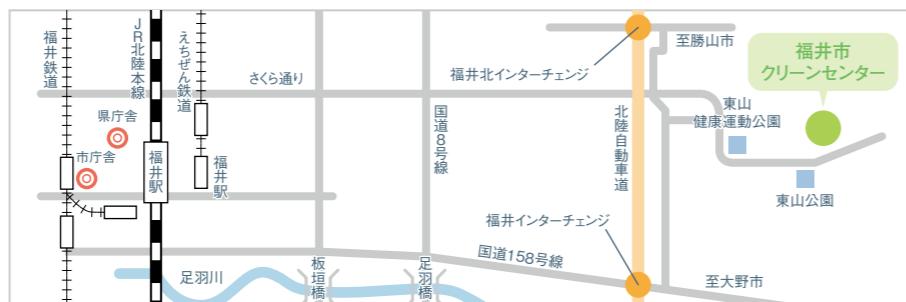 福井鉄道
JR北陸本線
えちぜん鉄道
さくら通り
県庁舎
市庁舎
福井駅
福井駅
国道8号線
福井北インターチェンジ
至勝山市
福井市
クリーンセンター
北陸自動車道
東山
健康運動公園
東山公園
福井インターチェンジ
国道158号線
足羽川
板垣橋
足羽橋
至大野市